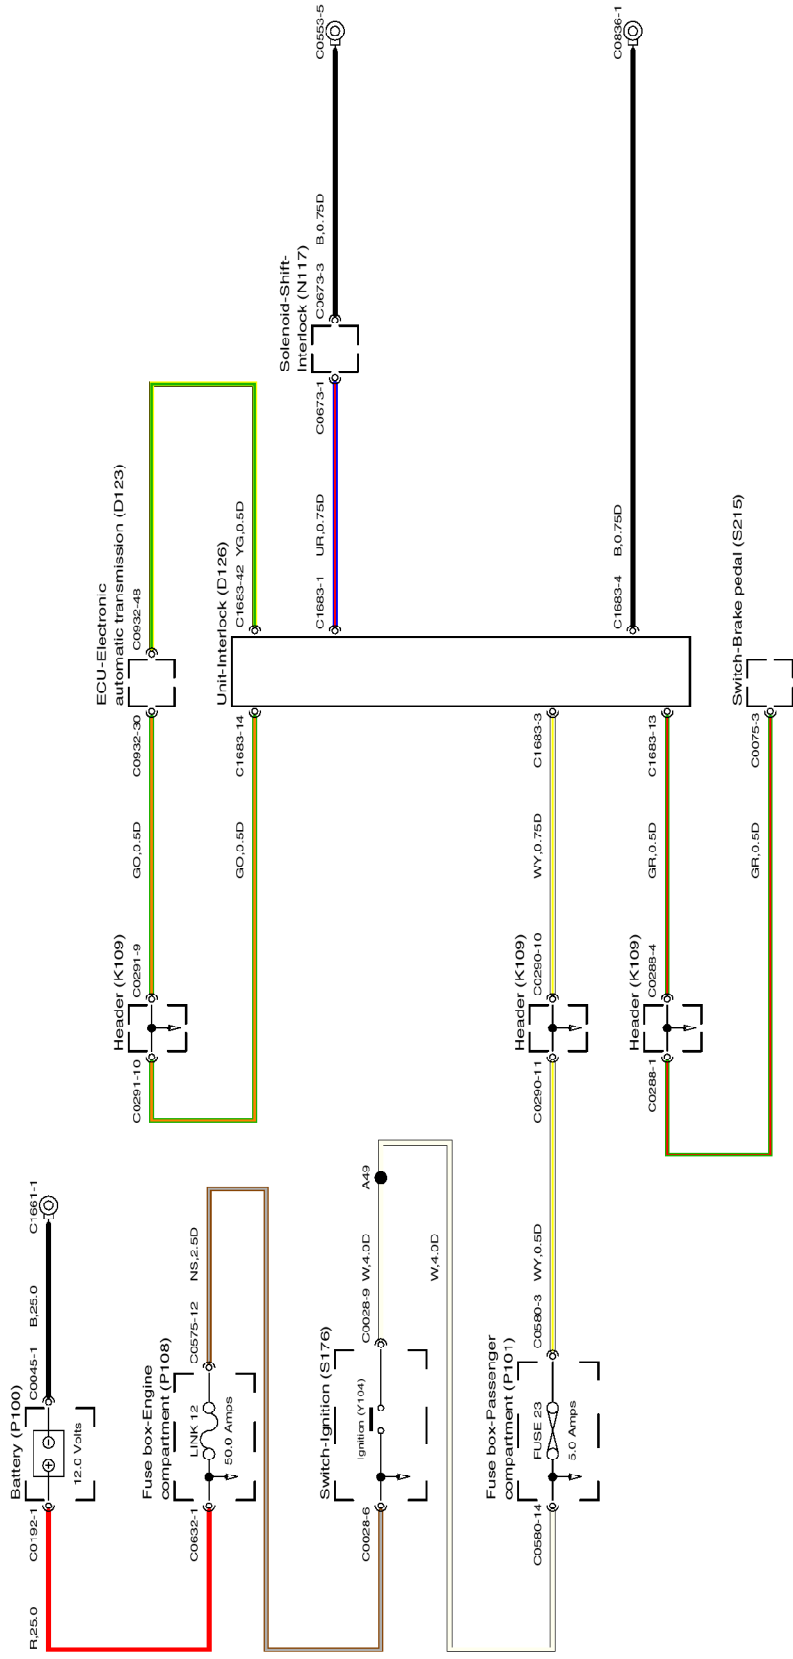 Battery (P100)
C0192-1
C0045-1
12.0 Volts
R,25.0
B,25.0
C1661-1
Fuse box-Engine
compartment (P108)
C0632-1
LINK 12
50.0 Amps
C0575-12
NS,2.5D
Switch-Ignition (S176)
C0028-6
Ignition (Y104)
C0028-9
W,4.0D
A49
W,4.0D
Fuse box-Passenger
compartment (P101)
C0580-14
FUSE 23
5.0 Amps
C0580-3
WY,0.5D
Header (K109)
C0291-10
C0291-9
GO,0.5D
C0932-30
ECU-Electronic
automatic transmission (D123)
C0932-48
GO,0.5D
C1683-14
Unit-Interlock (D126)
C1683-42
YG,0.5D
C1683-1
UR,0.75D
C0673-1
Solenoid-Shift-
Interlock (N117)
C0673-3
B,0.75D
C0553-5
Header (K109)
C0290-11
C0290-10
WY,0.75D
C1683-3
C1683-4
B,0.75D
C0836-1
Header (K109)
C0288-1
C0288-4
GR,0.5D
C1683-13
GR,0.5D
C0075-3
Switch-Brake pedal (S215)